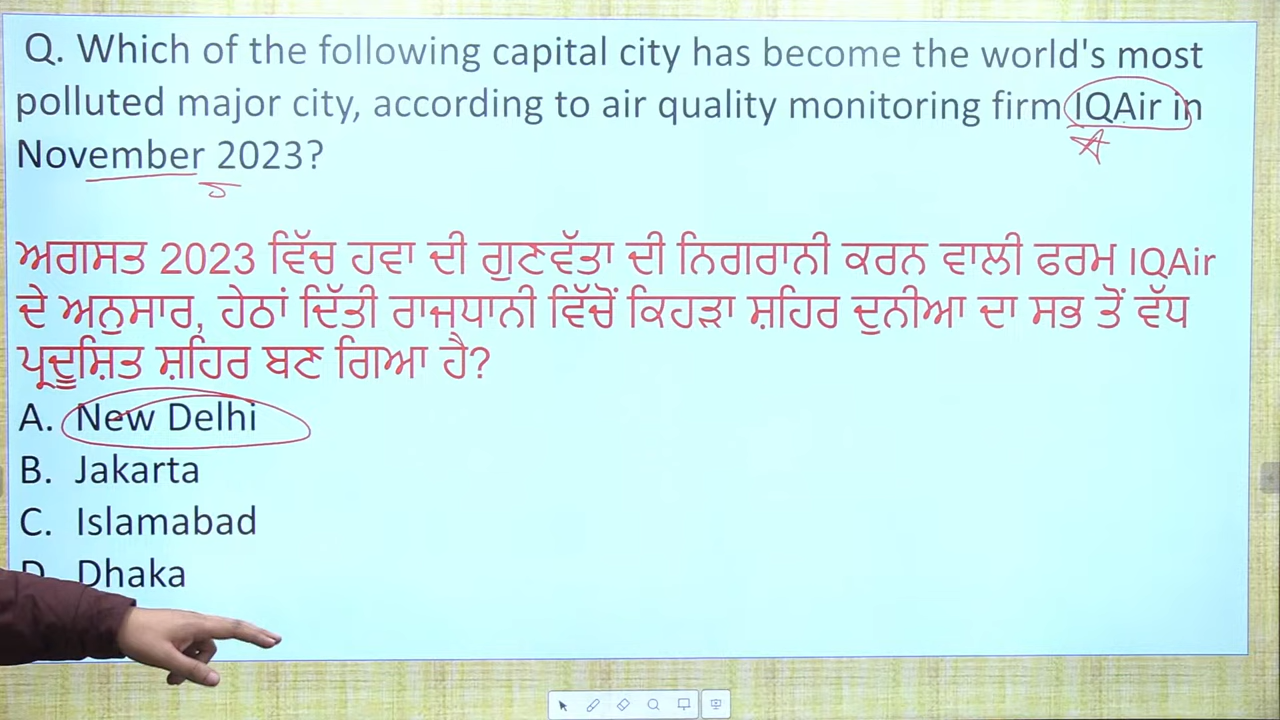 Q. Which of the following capital city has become the world's most
polluted major city, according to air quality monitoring firm IQAir in
November 2023?
ਅਗਸਤ 2023 ਵਿੱਚ ਹਵਾ ਦੀ ਗੁਣਵੱਤਾ ਦੀ ਨਿਗਰਾਨੀ ਕਰਨ ਵਾਲੀ ਫਰਮ IQAir
ਦੇ ਅਨੁਸਾਰ, ਹੇਠਾਂ ਦਿੱਤੀ ਰਾਜਧਾਨੀ ਵਿੱਚੋਂ ਕਿਹੜਾ ਸ਼ਹਿਰ ਦੁਨੀਆ ਦਾ ਸਭ ਤੋਂ ਵੱਧ
ਪ੍ਰਦੂਸ਼ਿਤ ਸ਼ਹਿਰ ਬਣ ਗਿਆ ਹੈ?
A. New Delhi
B. Jakarta
C. Islamabad
D. Dhaka